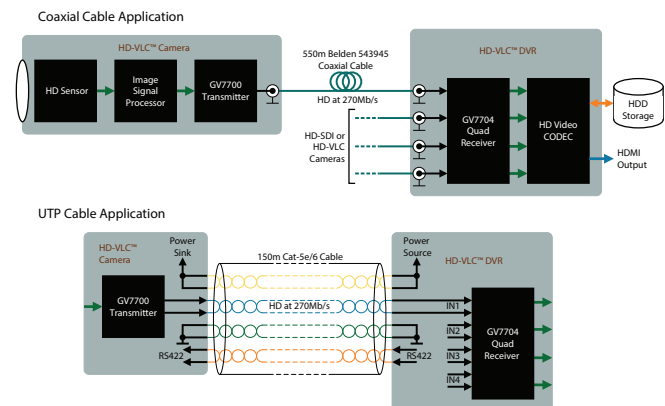 Coaxial Cable Application
HD-VLC™ Camera
HD Sensor
Image
Signal
Processor
GV7700
Transmitter
550m Belden 543945
Coaxial Cable
HD at 270Mb/s
HD-SDI or
HD-VLC
Cameras
HD-VLC™ DVR
GV7704
Quad
Receiver
HD Video
CODEC
HDD
Storage
HDMI
Output
UTP Cable Application
HD-VLC™
Camera
Power
Sink
GV7700
Transmitter
RS422
150m Cat-5e/6 Cable
HD at 270Mb/s
Power
Source
HD-VLC™ DVR
IN1
IN2
IN3
IN4
RS422
GV7704
Quad
Receiver